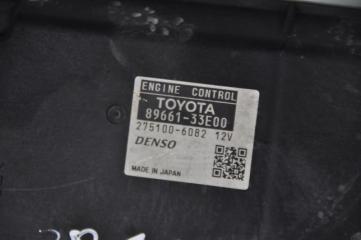 ENGINE CONTROL
TOYOTA
89661-33E00
275100-6082 12V
DENSO
MADE IN JAPAN